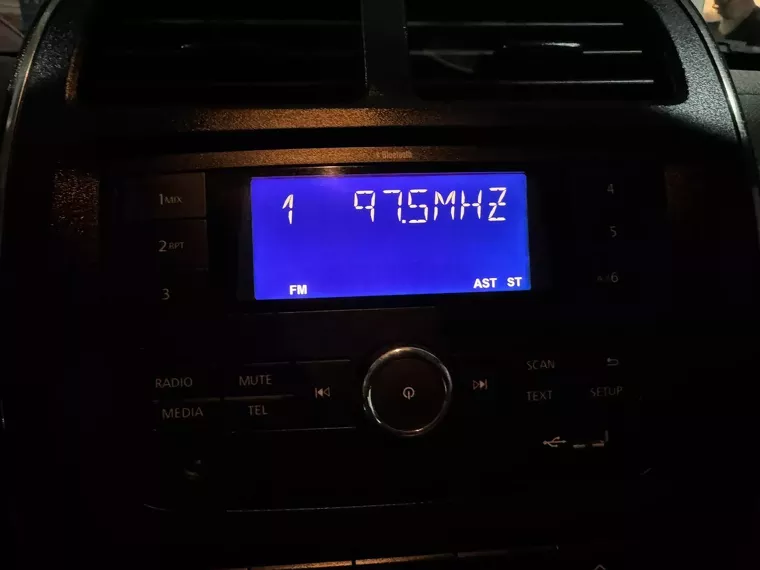 Bluetooth
1 97.5MHZ
FM AST ST
1MIX
2RPT
3
4
5
6
RADIO
MUTE
MEDIA
TEL
SCAN
TEXT
SETUP